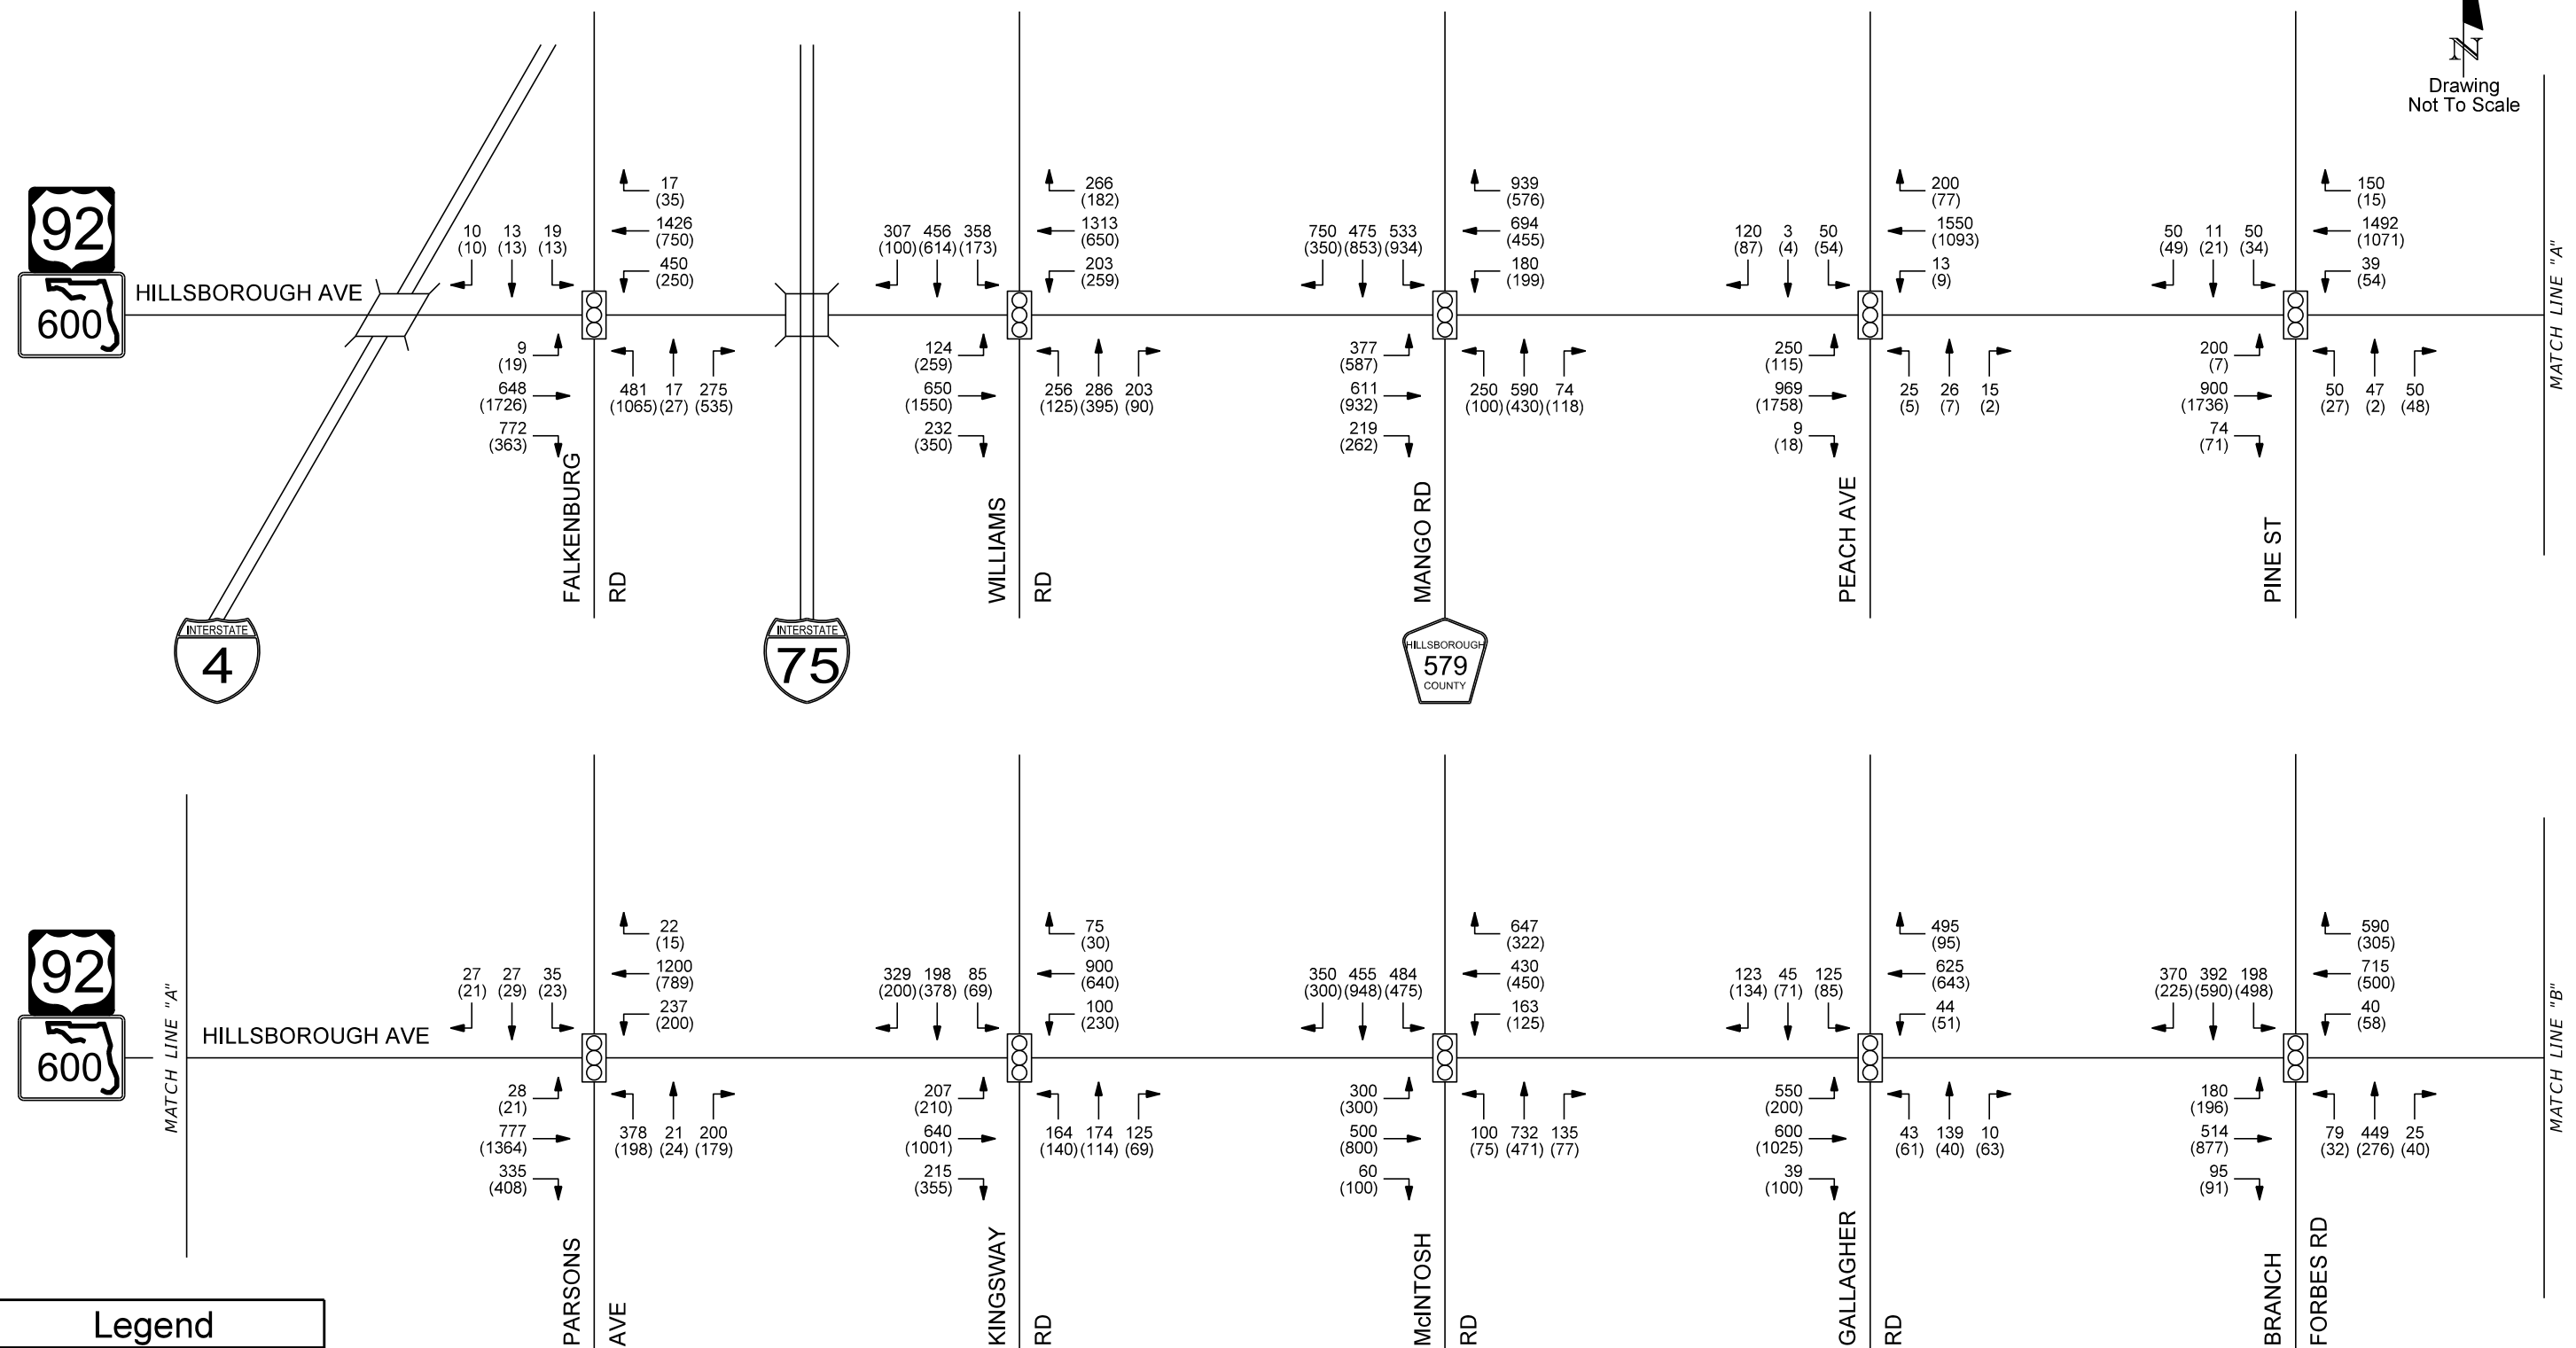 N
Drawing
Not To Scale
92
600
HILLSBOROUGH AVE
10 13 19
(10) (13) (13)
17
(35)
1426
(750)
450
(250)
9
(19)
648
(1726)
772
(363)
481 17 275
(1065) (27) (535)
FALKENBURG
RD
307 456 358
(100) (614) (173)
266
(182)
1313
(650)
203
(259)
124
(259)
650
(1550)
232
(350)
256 286 203
(125) (395) (90)
WILLIAMS
RD
750 475 533
(350) (853) (934)
939
(576)
694
(455)
180
(199)
377
(587)
611
(932)
219
(262)
250 590 74
(100) (430) (118)
MANGO RD
120 3 50
(87) (4) (54)
200
(77)
1550
(1093)
13
(9)
250
(115)
969
(1758)
9
(18)
25 26 15
(5) (7) (2)
PEACH AVE
50 11 50
(49) (21) (34)
150
(15)
1492
(1071)
39
(54)
200
(7)
900
(1736)
74
(71)
50 47 50
(27) (2) (48)
PINE ST
MATCH LINE "A"
INTERSTATE
4
INTERSTATE
75
HILLSBOROUGH
579
COUNTY
92
600
MATCH LINE "A"
HILLSBOROUGH AVE
27 27 35
(21) (29) (23)
22
(15)
1200
(789)
237
(200)
28
(21)
777
(1364)
335
(408)
378 21 200
(198) (24) (179)
PARSONS
AVE
329 198 85
(200) (378) (69)
75
(30)
900
(640)
100
(230)
207
(210)
640
(1001)
215
(355)
164 174 125
(140) (114) (69)
KINGSWAY
RD
350 455 484
(300) (948) (475)
647
(322)
430
(450)
163
(125)
300
(300)
500
(800)
60
(100)
100 732 135
(75) (471) (77)
McINTOSH
RD
123 45 125
(134) (71) (85)
495
(95)
625
(643)
44
(51)
550
(200)
600
(1025)
39
(100)
43 139 10
(61) (40) (63)
GALLAGHER
RD
370 392 198
(225) (590) (498)
590
(305)
715
(500)
40
(58)
180
(196)
514
(877)
95
(91)
79 449 25
(32) (276) (40)
BRANCH
FORBES RD
MATCH LINE "B"
Legend